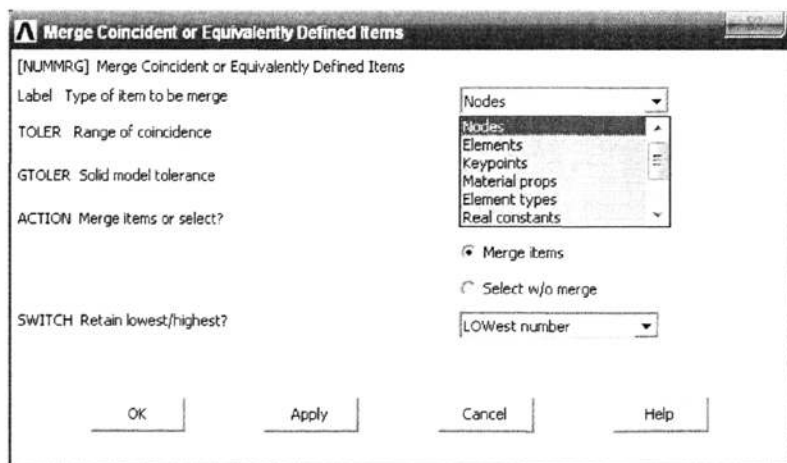 Merge Coincident or Equivalently Defined Items
[NUMMRG] Merge Coincident or Equivalently Defined Items
Label Type of item to be merge
Nodes
TOLER Range of coincidence
Nodes
Elements
Keypoints
GTOLER Solid model tolerance
Material props
Element types
ACTION Merge items or select?
Real constants
Merge items
Select w/o merge
SWITCH Retain lowest/highest?
LOWest number
OK Apply Cancel Help